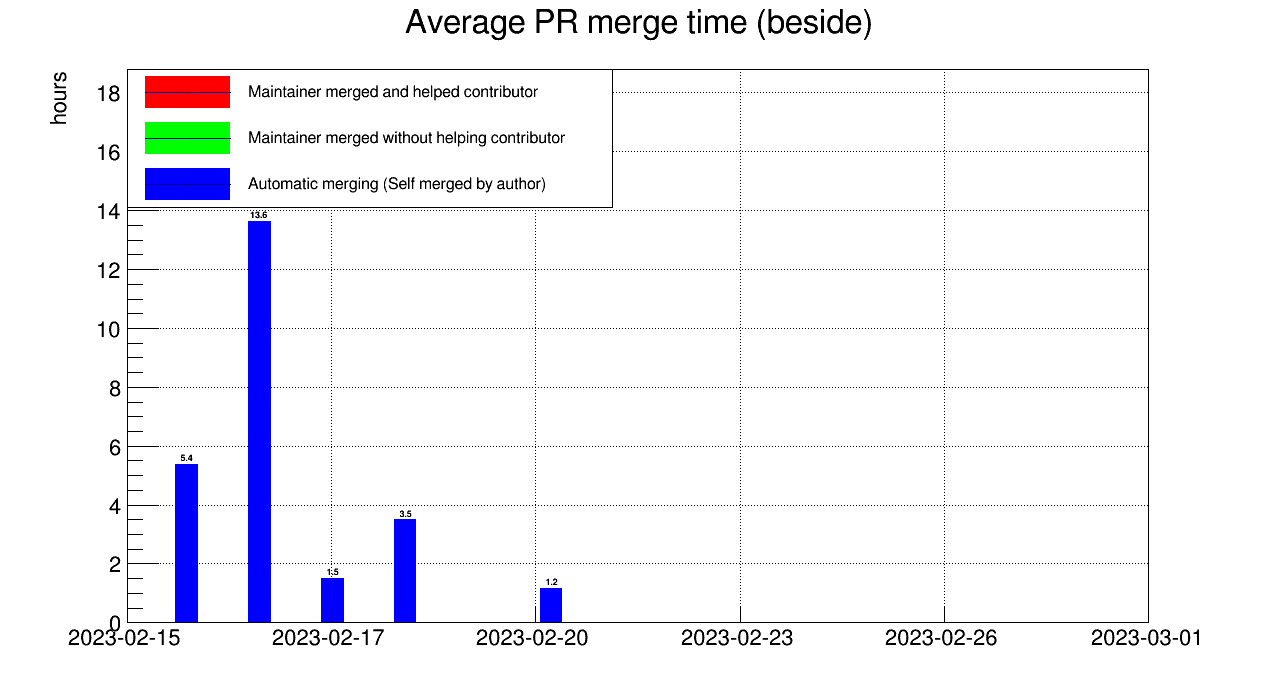 Average PR merge time (beside)
hours
Maintainer merged and helped contributor
Maintainer merged without helping contributor
Automatic merging (Self merged by author)
18
16
14
12
10
8
6
4
2
0
13.6
5.4
3.5
1.5
1.2
2023-02-15 2023-02-17 2023-02-20 2023-02-23 2023-02-26 2023-03-01